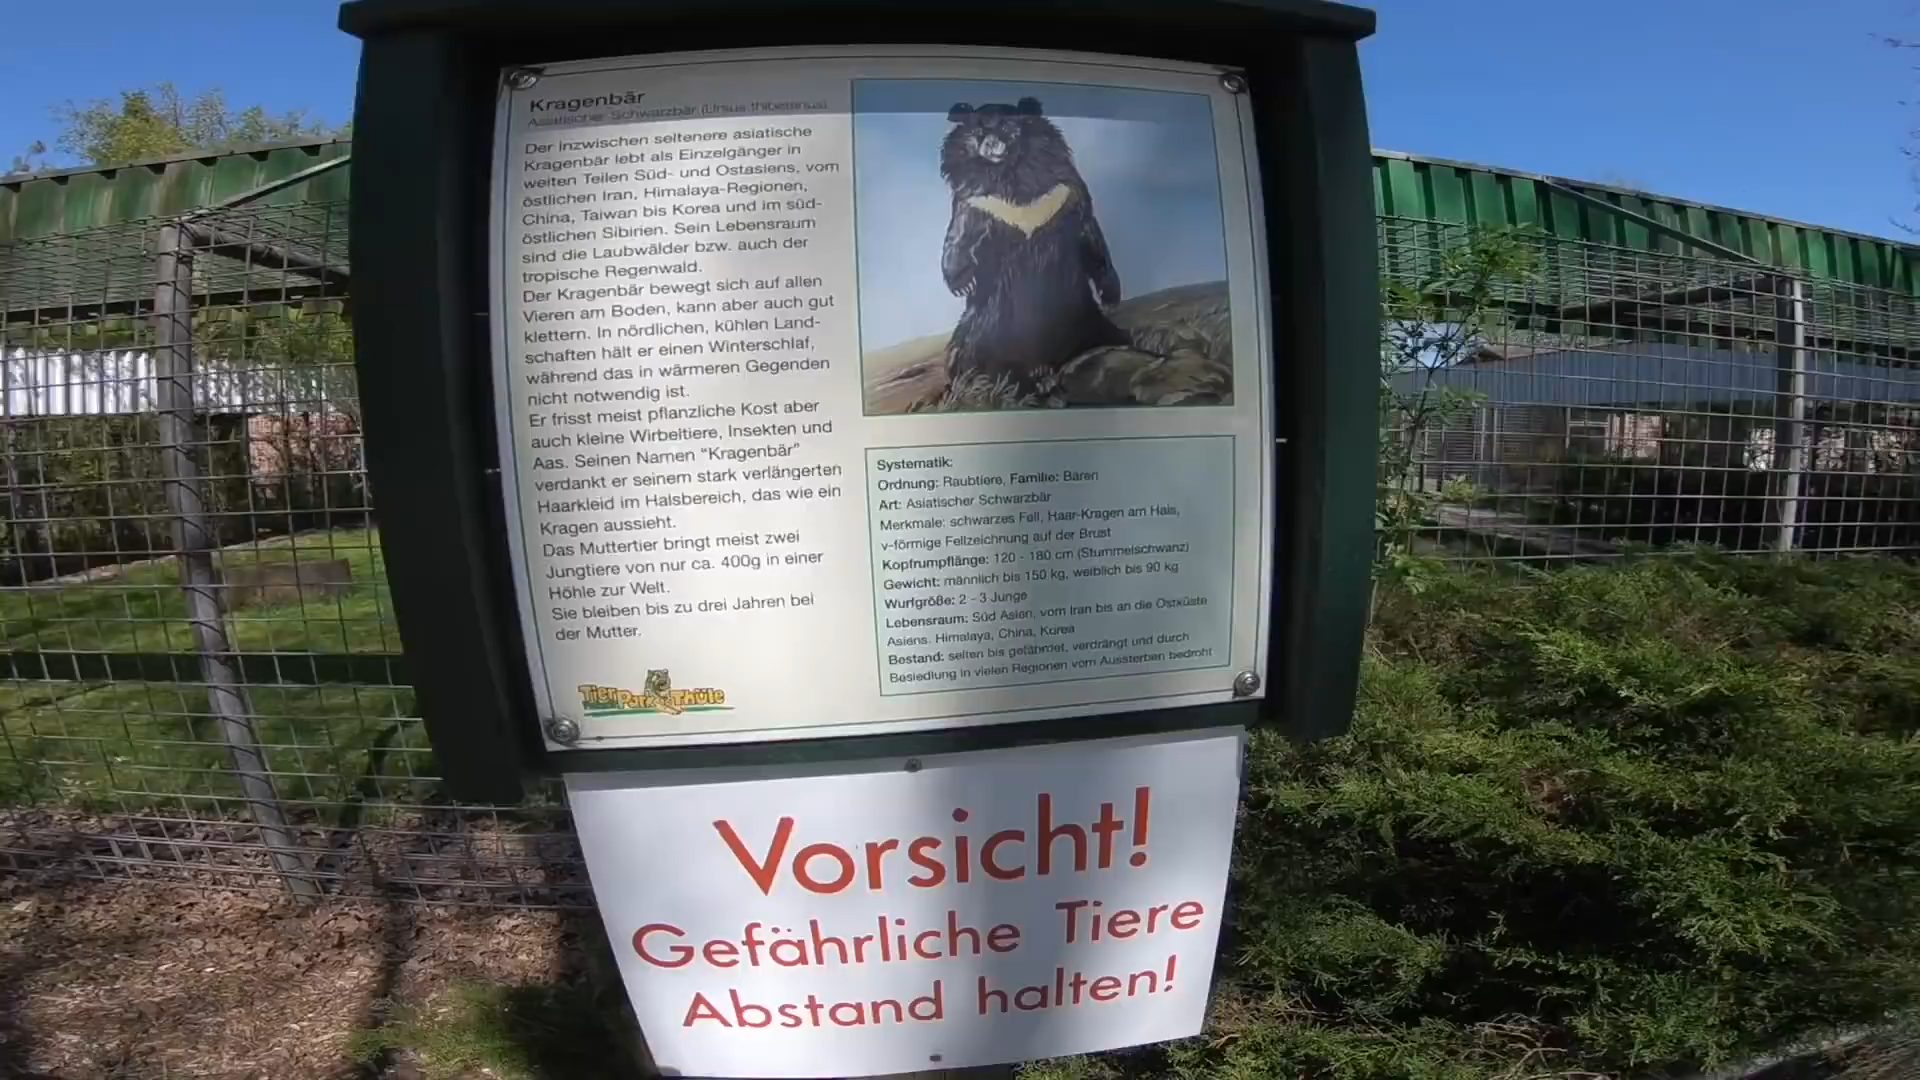 Kragenbär
Asiatischer Schwarzbär (Ursus thibetanus)
Der inzwischen seltenere asiatische
Kragenbär lebt als Einzelgänger in
weiten Teilen Süd- und Ostasiens, vom
östlichen Iran, Himalaya-Regionen,
China, Taiwan bis Korea und im süd-
östlichen Sibirien. Sein Lebensraum
sind die Laubwälder bzw. auch der
tropische Regenwald.
Der Kragenbär bewegt sich auf allen
Vieren am Boden, kann aber auch gut
klettern. In nördlichen, kühlen Land-
schaften hält er einen Winterschlaf,
während das in wärmeren Gegenden
nicht notwendig ist.
Er frisst meist pflanzliche Kost aber
auch kleine Wirbeltiere, Insekten und
Aas. Seinen Namen "Kragenbär"
verdankt er seinem stark verlängerten
Haarkleid im Halsbereich, das wie ein
Kragen aussieht.
Das Muttertier bringt meist zwei
Jungtiere von nur ca. 400g in einer
Höhle zur Welt.
Sie bleiben bis zu drei Jahren bei
der Mutter.
TierPark Thüle
Systematik:
Ordnung: Raubtiere, Familie: Bären
Art: Asiatischer Schwarzbär
Merkmale: schwarzes Fell, Haar-Kragen am Hals,
v-förmige Fellzeichnung auf der Brust
Kopfrumpflänge: 120 - 180 cm (Stummelschwanz)
Gewicht: männlich bis 150 kg, weiblich bis 90 kg
Wurfgröße: 2 - 3 Junge
Lebensraum: Süd Asien, vom Iran bis an die Ostküste
Asiens, Himalaya, China, Korea
Bestand: selten bis gefährdet, verdrängt und durch
Besiedlung in vielen Regionen vom Aussterben bedroht
Vorsicht!
Gefährliche Tiere
Abstand halten!